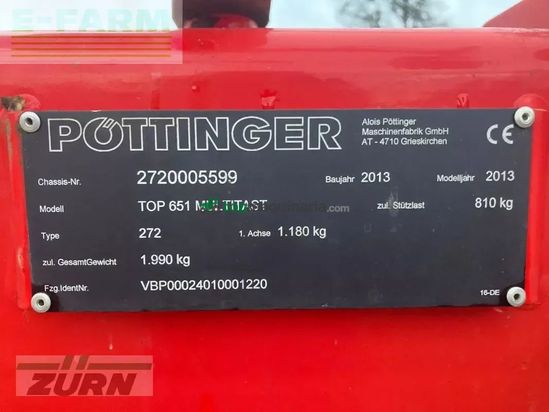 E-FARM
PÖTTINGER
Alois Pöttinger
Maschinenfabrik GmbH
AT - 4710 Grieskirchen
CE
Chassis-Nr. 2720005599 Baujahr 2013 Modelljahr 2013
Modell TOP 651 MULTITAST zul. Stützlast 810 kg
Type 272 1. Achse 1.180 kg
zul. GesamtGewicht 1.990 kg
Fzg.IdentNr. VBP00024010001220
16-DE
ZÜRN